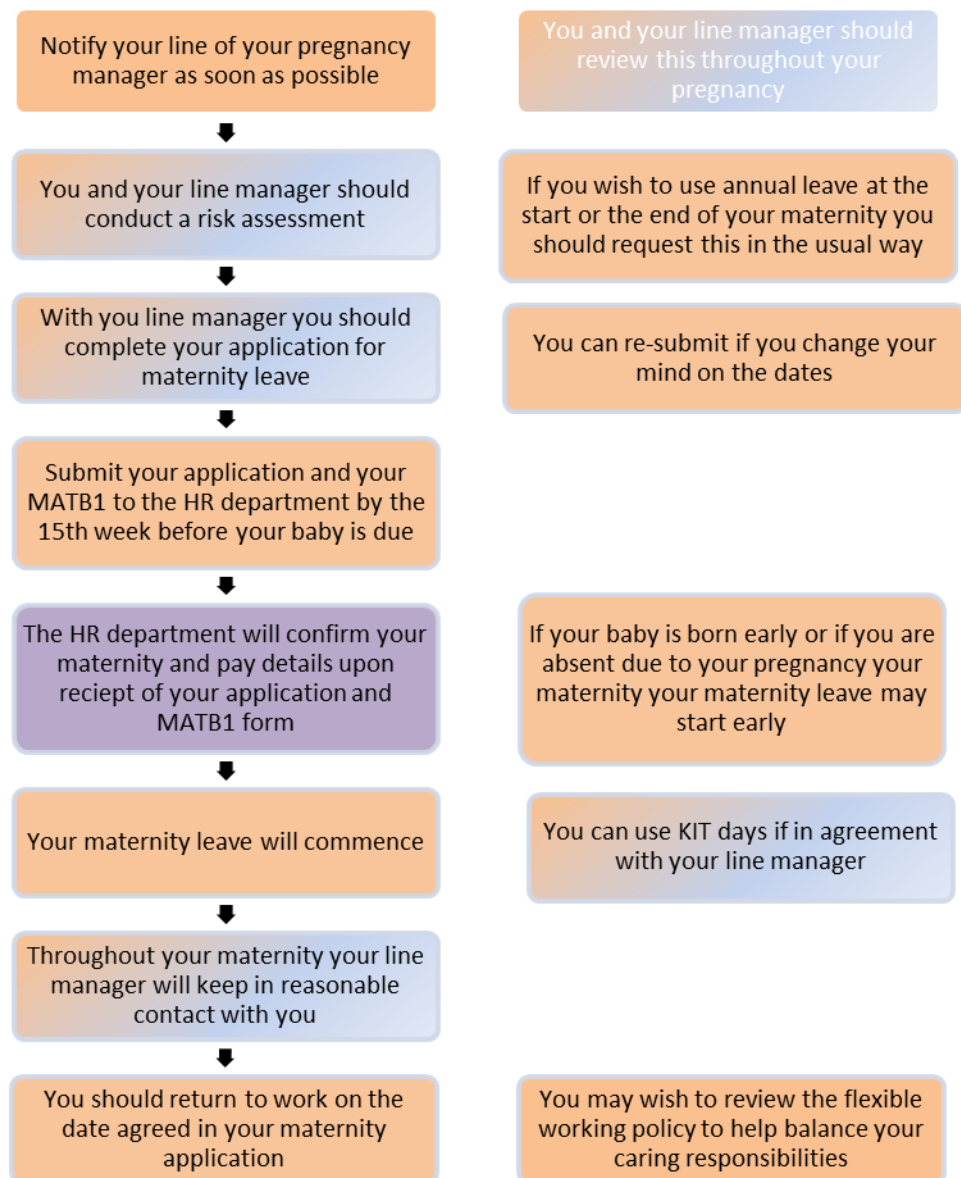 Notify your line of your pregnancy
manager as soon as possible
You and your line manager should
review this throughout your
pregnancy
You and your line manager should
conduct a risk assessment
If you wish to use annual leave at the
start or the end of your maternity you
should request this in the usual way
With you line manager you should
complete your application for
maternity leave
You can re-submit if you change your
mind on the dates
Submit your application and your
MATB1 to the HR department by the
15th week before your baby is due
The HR department will confirm your
maternity and pay details upon
reciept of your application and
MATB1 form
If your baby is born early or if you are
absent due to your pregnancy your
maternity your maternity leave may
start early
Your maternity leave will commence
You can use KIT days if in agreement
with your line manager
Throughout your maternity your line
manager will keep in reasonable
contact with you
You should return to work on the
date agreed in your maternity
application
You may wish to review the flexible
working policy to help balance your
caring responsibilities